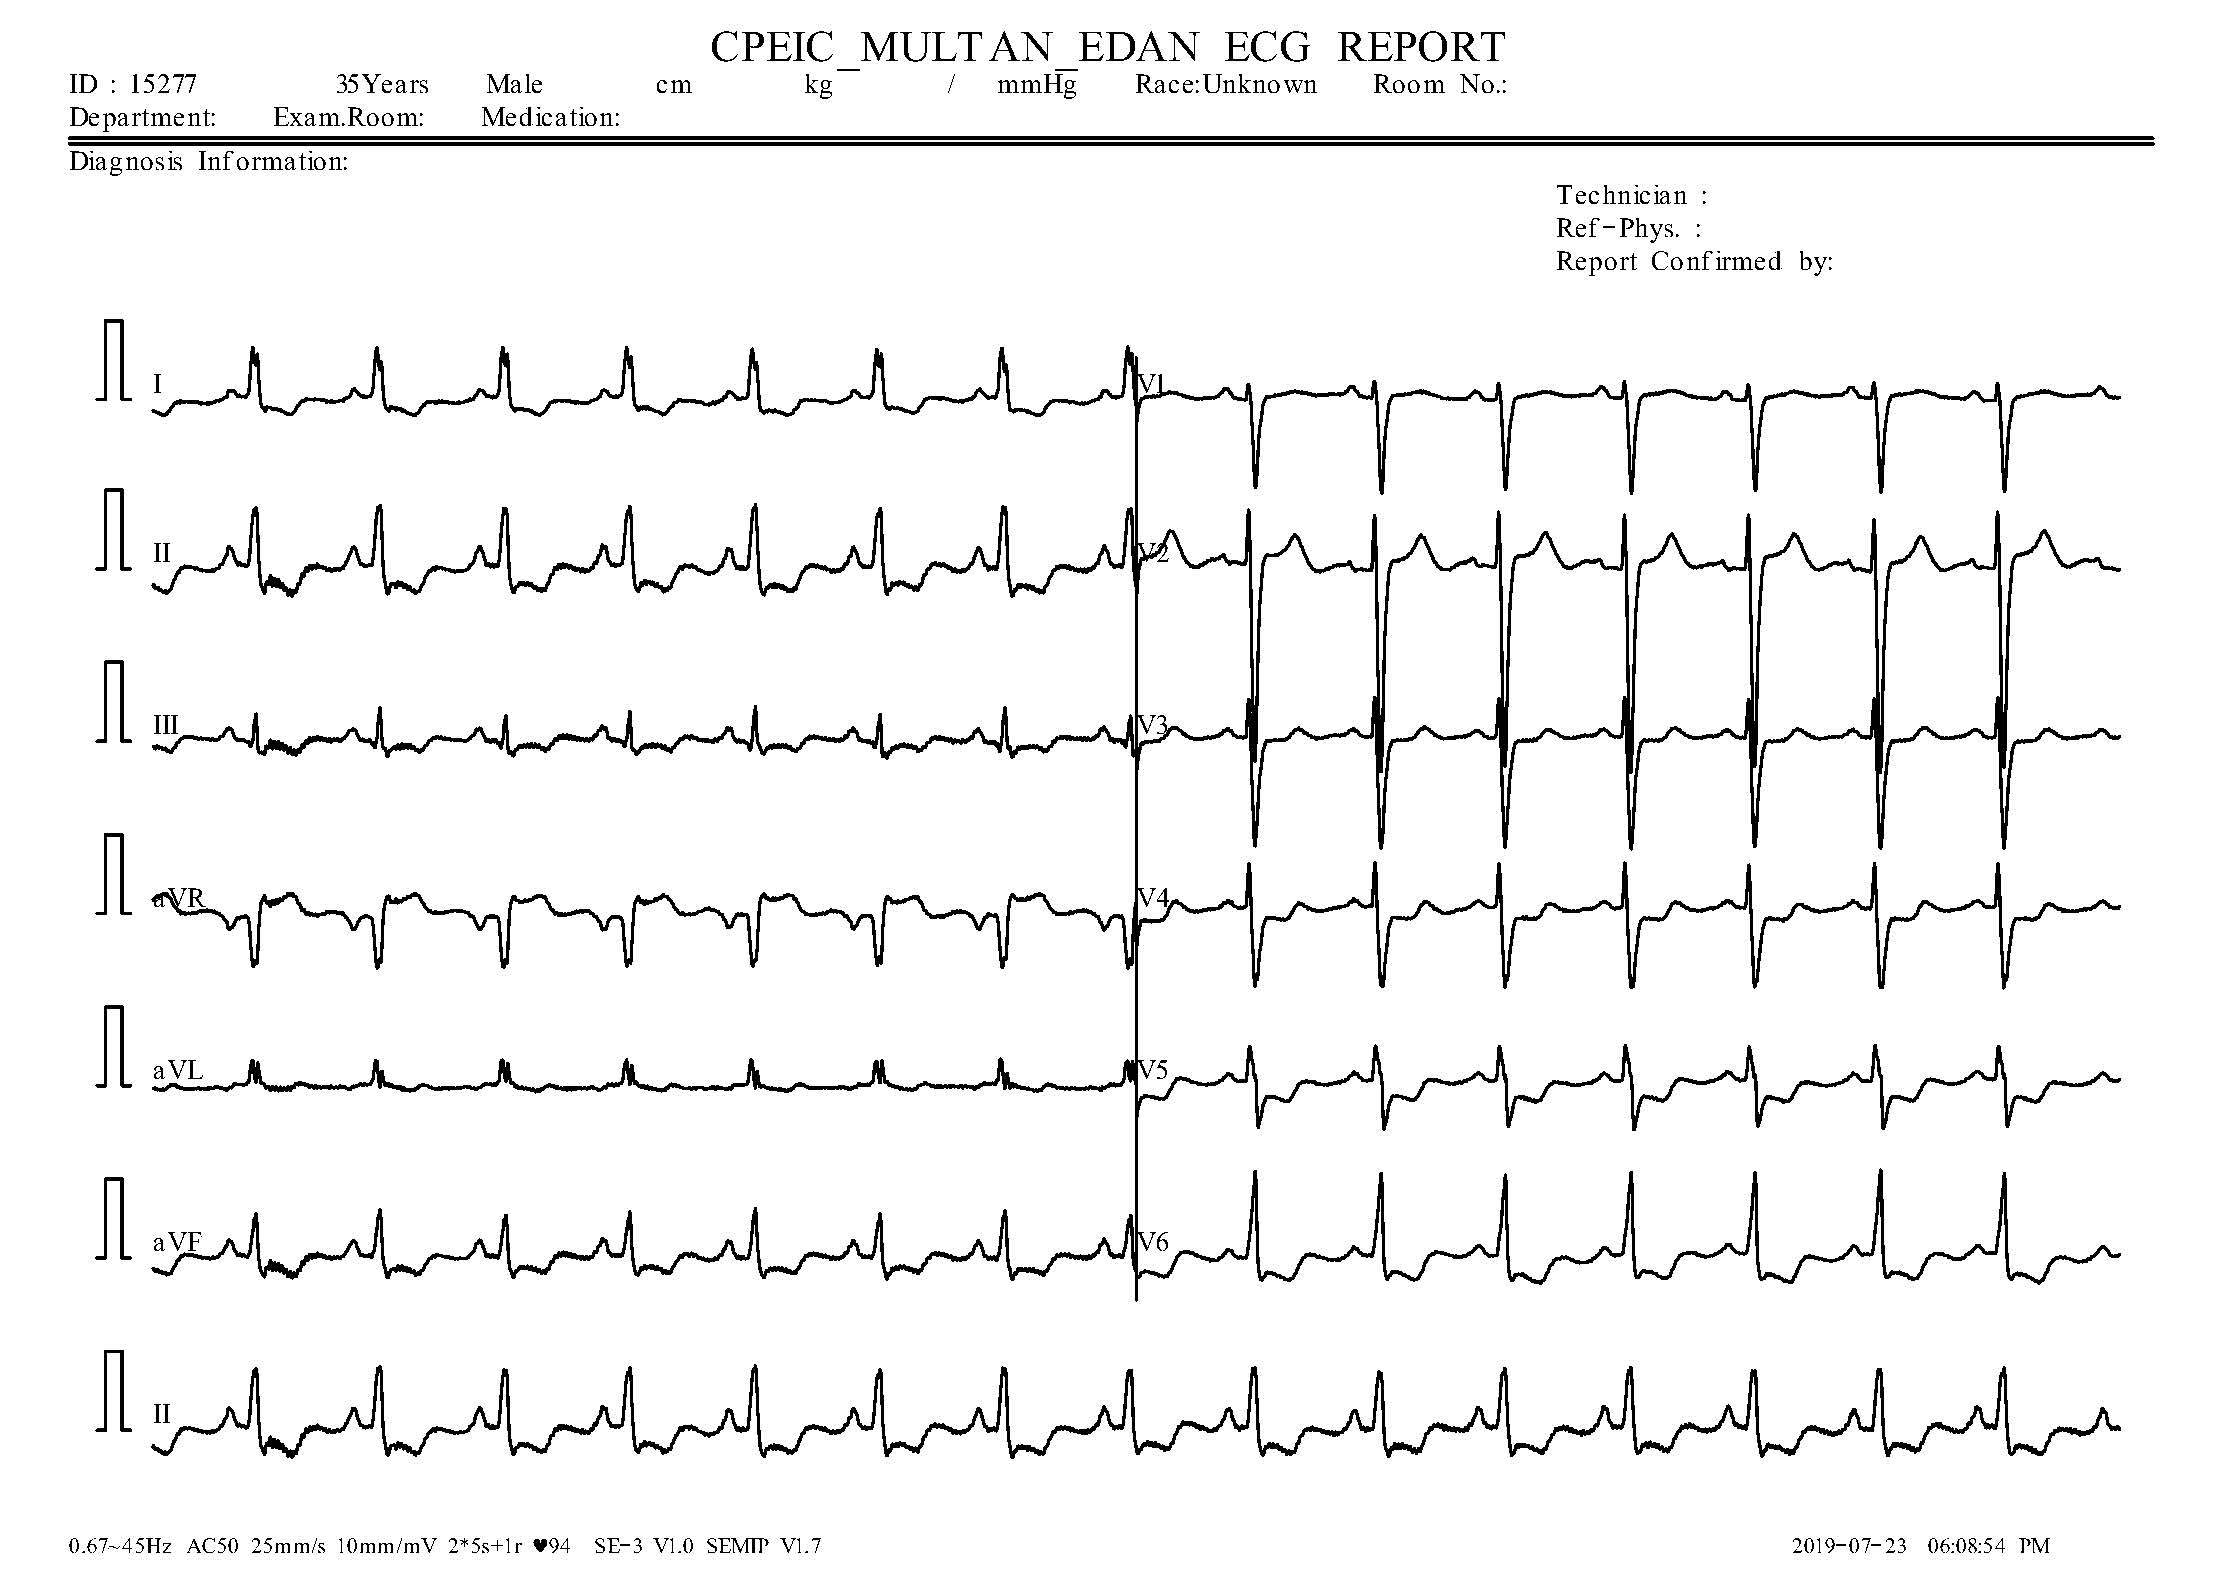 CPEIC_MULTAN_EDAN ECG REPORT
ID : 15277 35Years Male cm kg / mmHg Race:Unknown Room No.:
Department: Exam.Room: Medication:
Diagnosis Information:
Technician :
Ref-Phys. :
Report Confirmed by:
I V1
II V2
III V3
aVR V4
aVL V5
aVF V6
II
0.67~45Hz AC50 25mm/s 10mm/mV 2*5s+1r ♥94 SE-3 V1.0 SEMIP V1.7 2019-07-23 06:08:54 PM